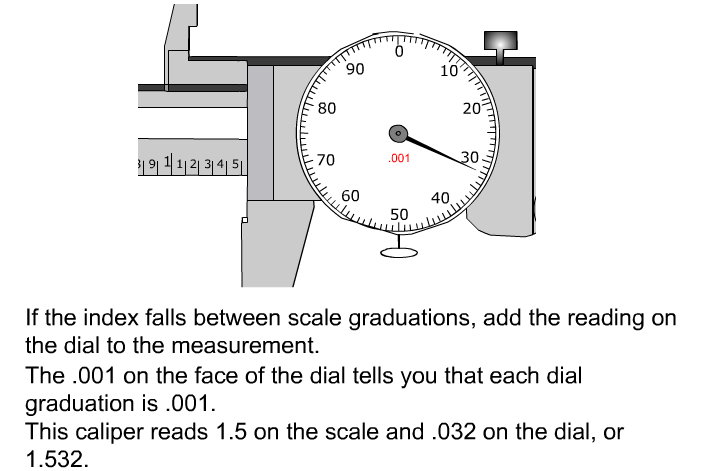 0
90
10
80
20
.001
70
30
9 1 1 2 3 4 5
60
40
50
If the index falls between scale graduations, add the reading on
the dial to the measurement.
The .001 on the face of the dial tells you that each dial
graduation is .001.
This caliper reads 1.5 on the scale and .032 on the dial, or
1.532.